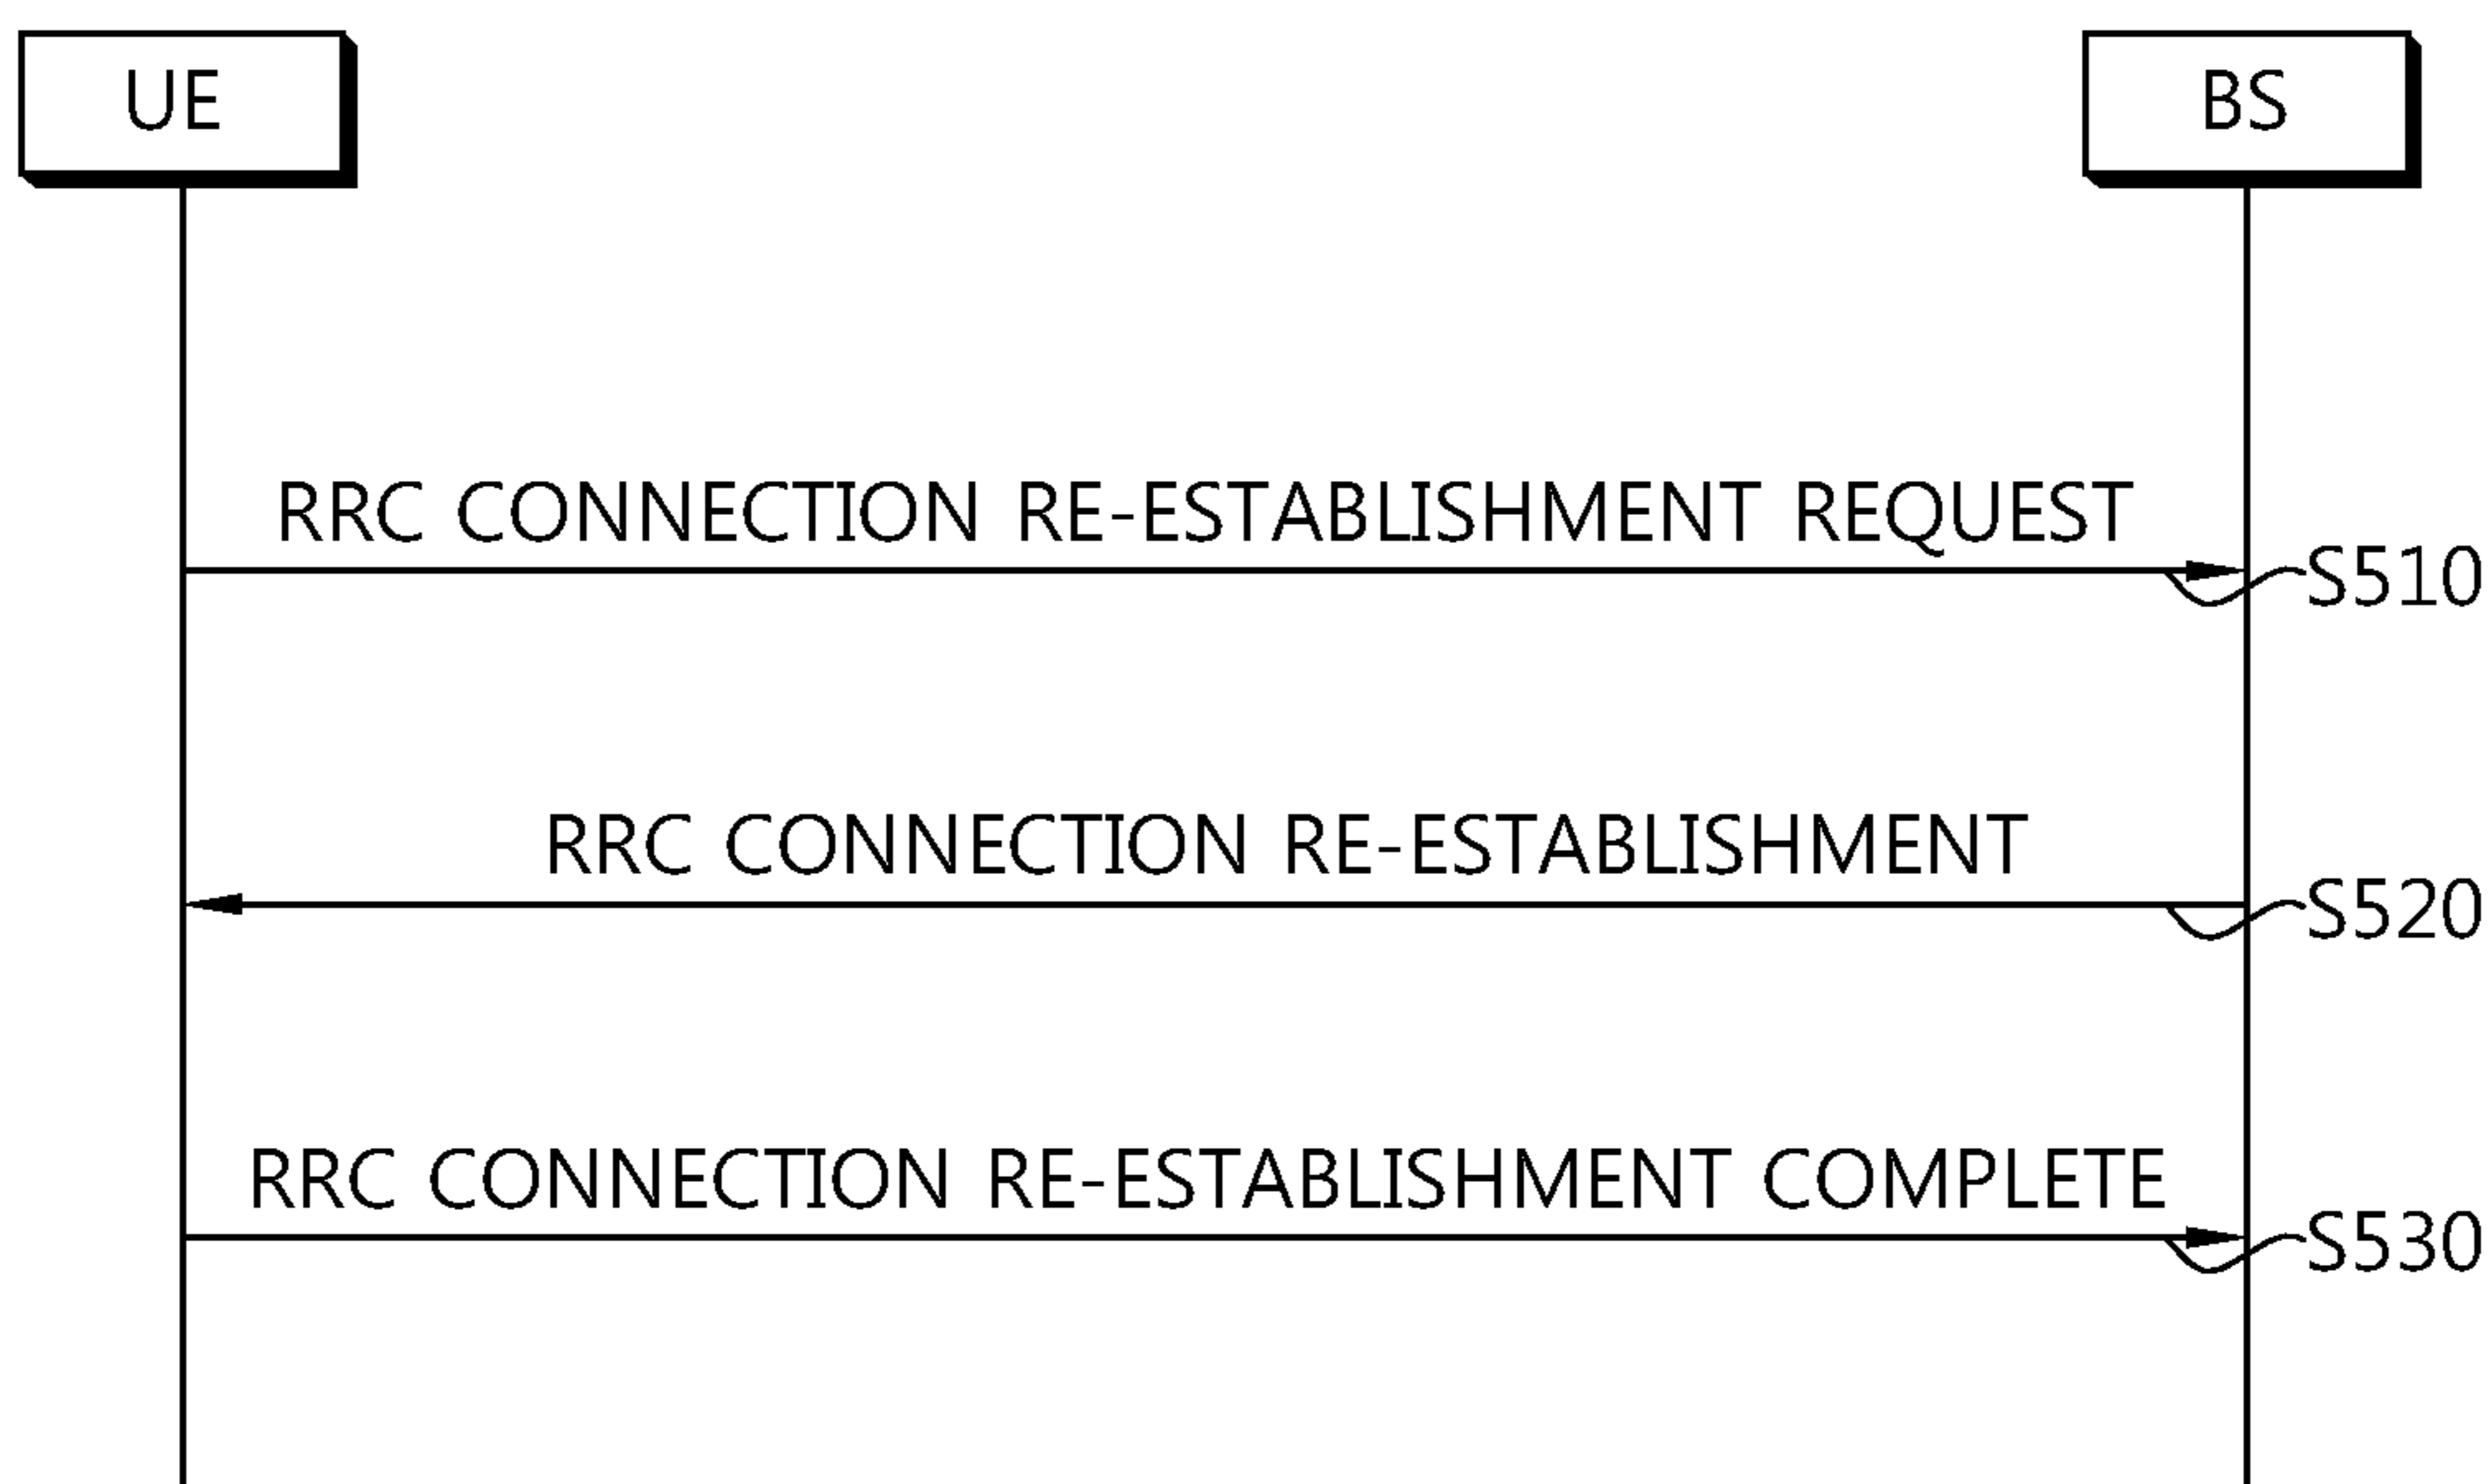 UE
BS
RRC CONNECTION RE-ESTABLISHMENT REQUEST
S510
RRC CONNECTION RE-ESTABLISHMENT
S520
RRC CONNECTION RE-ESTABLISHMENT COMPLETE
S530